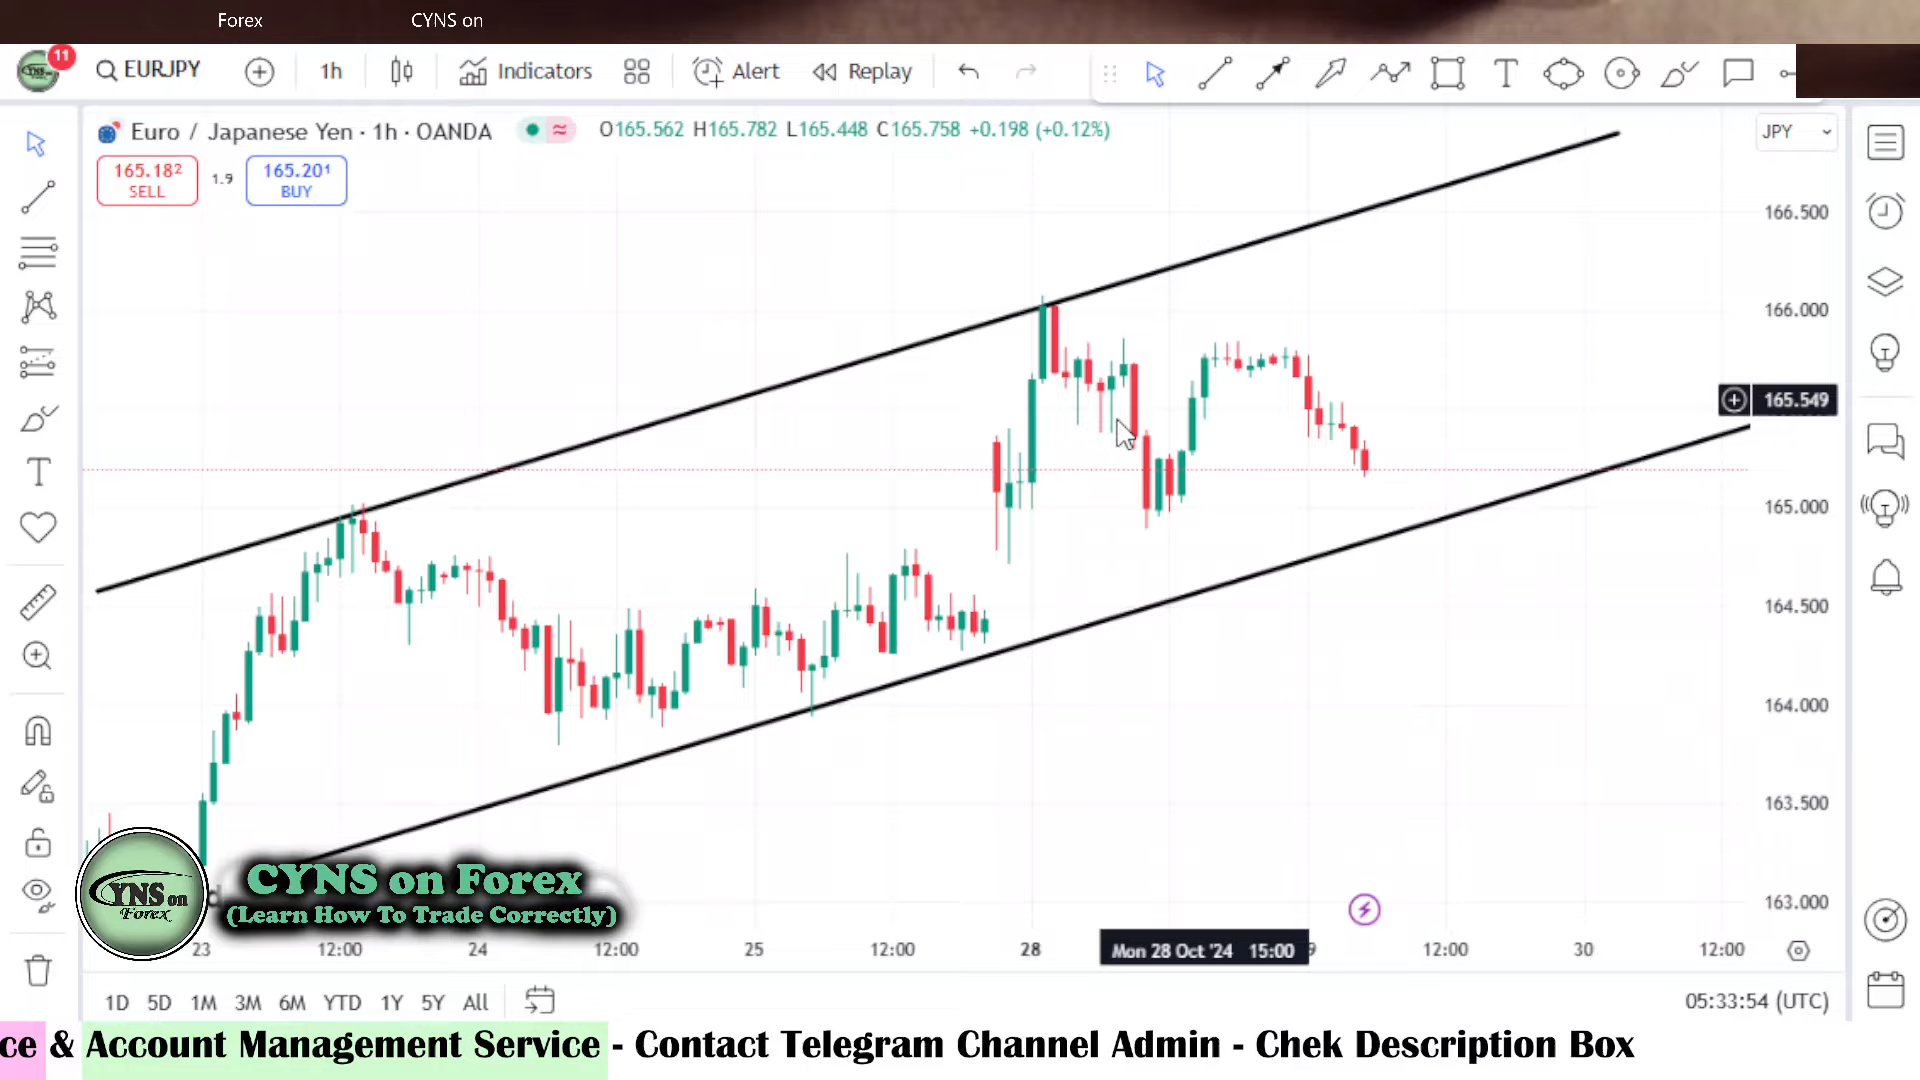 Forex CYNS on
11 EURJPY 1h Indicators Alert Replay
Euro / Japanese Yen · 1h · OANDA O165.562 H165.782 L165.448 C165.758 +0.198 (+0.12%) JPY
165.182 1.9 165.201
SELL BUY
166.500
166.000
165.549
165.000
164.500
164.000
163.500
163.000
CYNS on Forex
(Learn How To Trade Correctly)
CYNS on
Forex
23 12:00 24 12:00 25 12:00 28 Mon 28 Oct '24 15:00 9 12:00 30 12:00
1D 5D 1M 3M 6M YTD 1Y 5Y All 05:33:54 (UTC)
ce & Account Management Service - Contact Telegram Channel Admin - Chek Description Box